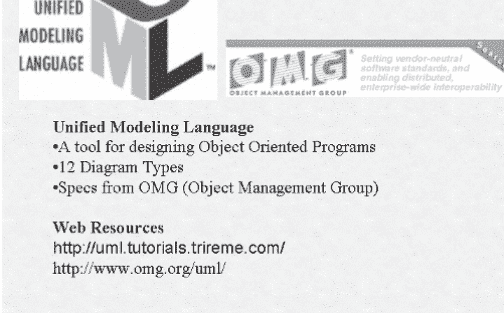 UNIFIED
MODELING
LANGUAGE
UML
TM
OMG
OBJECT MANAGEMENT GROUP
Setting vendor-neutral
software standards, and
enabling distributed,
enterprise-wide interoperability
Unified Modeling Language
•A tool for designing Object Oriented Programs
•12 Diagram Types
•Specs from OMG (Object Management Group)
Web Resources
http://uml.tutorials.trireme.com/
http://www.omg.org/uml/